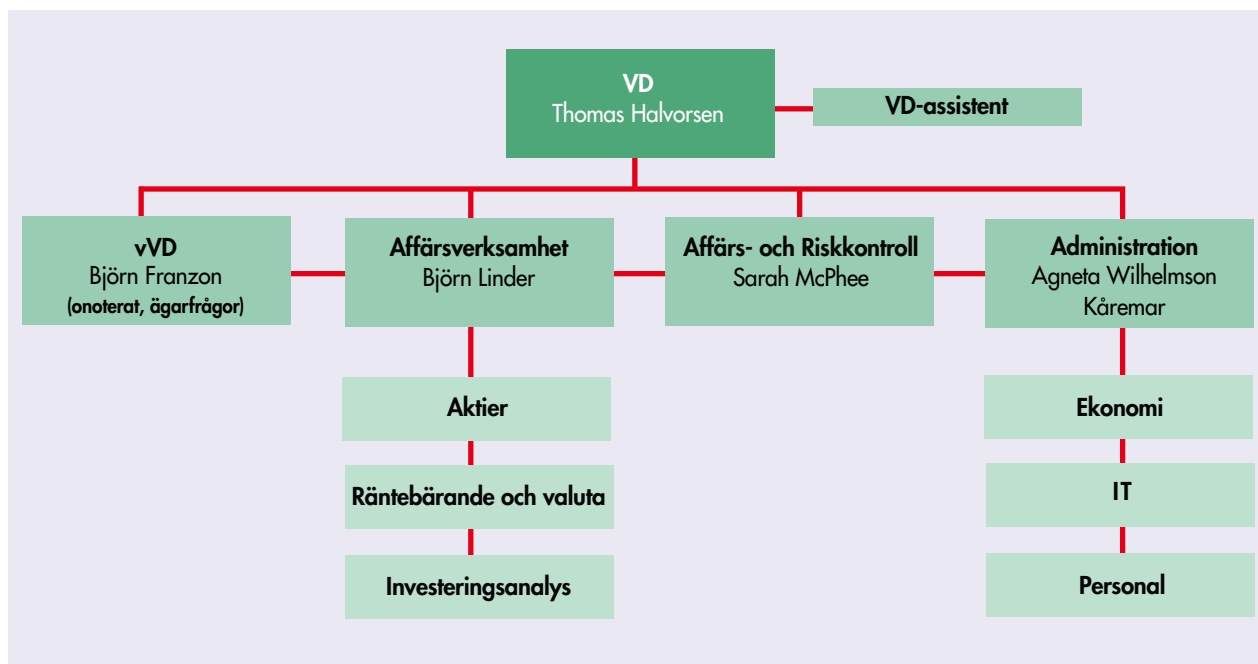 VD
Thomas Halvorsen
VD-assistent
vVD
Björn Franzon
(onoterat, ägarfrågor)
Affärsverksamhet
Björn Linder
Affärs- och Riskkontroll
Sarah McPhee
Administration
Agneta Wilhelmson
Kåremar
Aktier
Räntebärande och valuta
Investeringsanalys
Ekonomi
IT
Personal